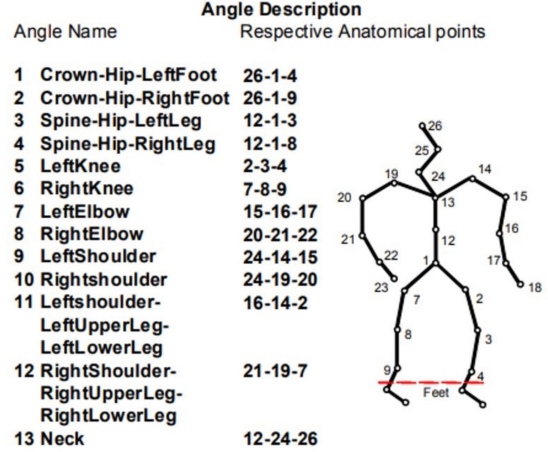 Angle Description
Angle Name Respective Anatomical points
1 Crown-Hip-LeftFoot 26-1-4
2 Crown-Hip-RightFoot 26-1-9
3 Spine-Hip-LeftLeg 12-1-3
4 Spine-Hip-RightLeg 12-1-8
5 LeftKnee 2-3-4
6 RightKnee 7-8-9
7 LeftElbow 15-16-17
8 RightElbow 20-21-22
9 LeftShoulder 24-14-15
10 Rightshoulder 24-19-20
11 Leftshoulder- 16-14-2
LeftUpperLeg-
LeftLowerLeg
12 RightShoulder- 21-19-7
RightUpperLeg-
RightLowerLeg
13 Neck 12-24-26
26
25
24
19
14
20
13
15
21
12
16
22
1
17
23
18
7
2
8
3
9
4
Feet